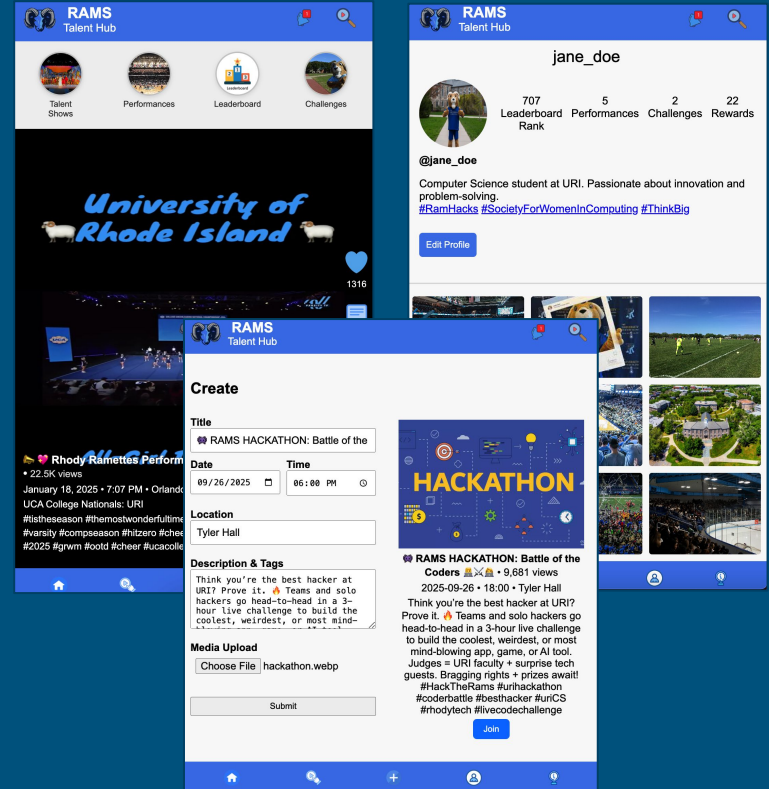 RAMS
Talent Hub
Talent
Shows
Performances
Leaderboard
Leaderboard
Challenges
University of
Rhode Island
1316
Rhody Ramettes Perform
• 22.5K views
January 18, 2025 • 7:07 PM • Orlando
UCA College Nationals: URI
#tistheseason #themostwonderfultime
#varsity #compseason #hitzero #chee
#2025 #grwm #ootd #cheer #ucacolle
RAMS
Talent Hub
jane_doe
707
Leaderboard
Rank
5
Performances
2
Challenges
22
Rewards
@jane_doe
Computer Science student at URI. Passionate about innovation and
problem-solving.
#RamHacks #SocietyForWomenInComputing #ThinkBig
Edit Profile
RAMS
Talent Hub
Create
Title
RAMS HACKATHON: Battle of the
Date
Time
09/26/2025
06:00 PM
Location
Tyler Hall
Description & Tags
Think you're the best hacker at
URI? Prove it. 🔥 Teams and solo
hackers go head-to-head in a 3-
hour live challenge to build the
coolest, weirdest, or most mind-
Media Upload
Choose File hackathon.webp
Submit
HACKATHON
RAMS HACKATHON: Battle of the
Coders • 9,681 views
2025-09-26 • 18:00 • Tyler Hall
Think you're the best hacker at URI?
Prove it. 🔥 Teams and solo hackers go
head-to-head in a 3-hour live challenge
to build the coolest, weirdest, or most
mind-blowing app, game, or AI tool.
Judges = URI faculty + surprise tech
guests. Bragging rights + prizes await!
#HackTheRams #urihackathon
#coderbattle #besthacker #uriCS
#rhodytech #livecodechallenge
Join